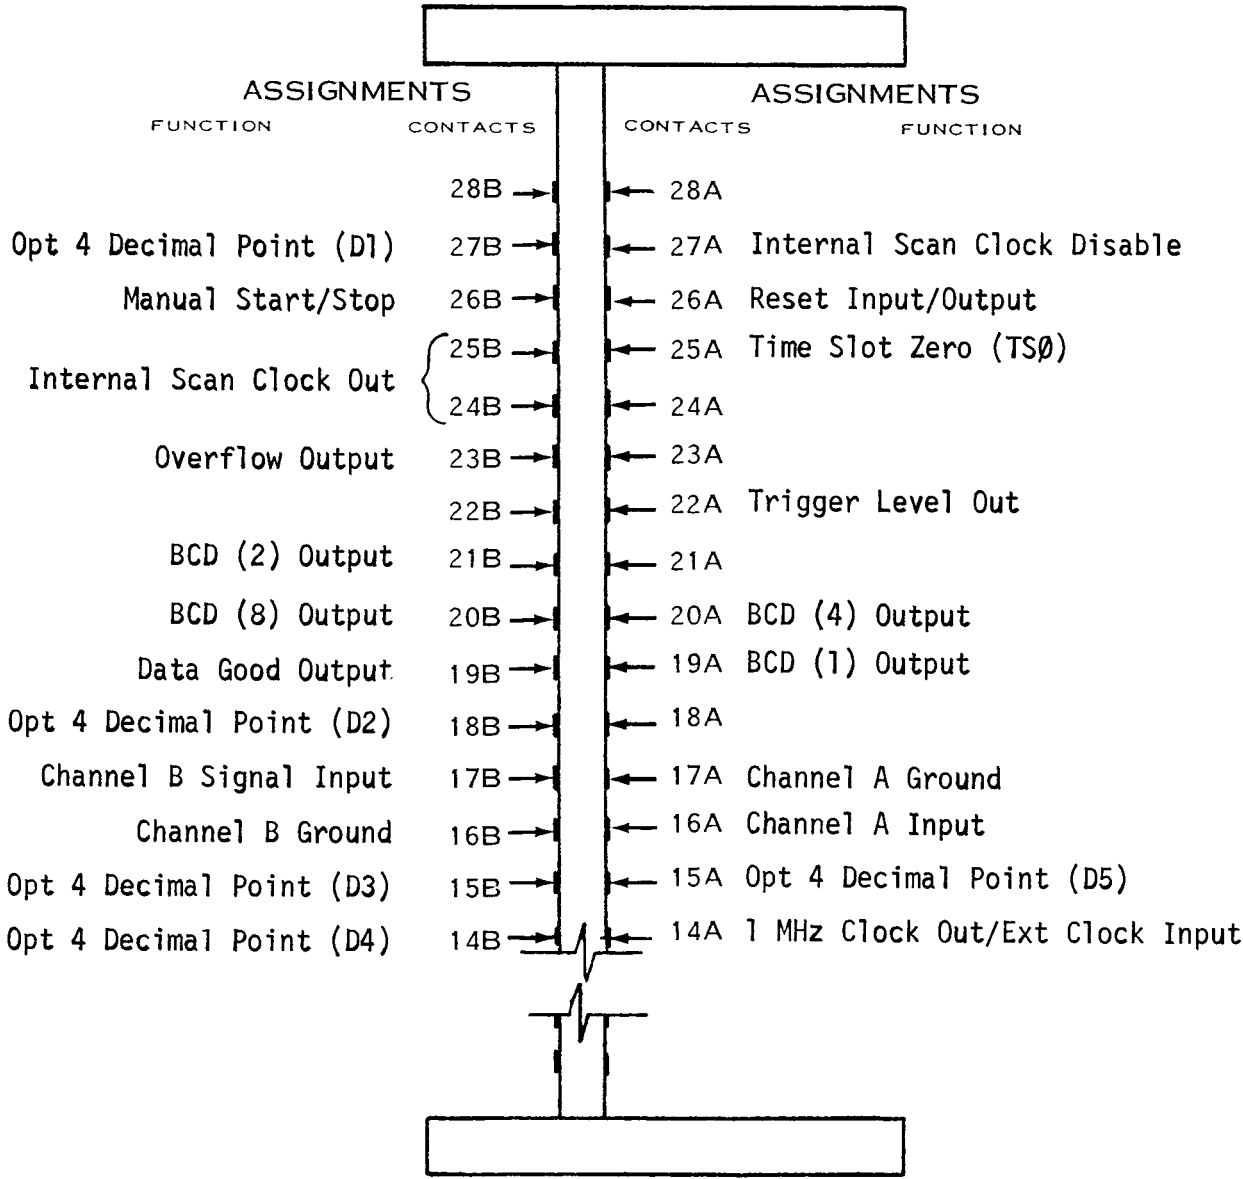 ASSIGNMENTS ASSIGNMENTS
FUNCTION CONTACTS CONTACTS FUNCTION
28B 28A
Opt 4 Decimal Point (D1) 27B 27A Internal Scan Clock Disable
Manual Start/Stop 26B 26A Reset Input/Output
25B 25A Time Slot Zero (TSØ)
Internal Scan Clock Out
24B 24A
Overflow Output 23B 23A
22B 22A Trigger Level Out
BCD (2) Output 21B 21A
BCD (8) Output 20B 20A BCD (4) Output
Data Good Output 19B 19A BCD (1) Output
Opt 4 Decimal Point (D2) 18B 18A
Channel B Signal Input 17B 17A Channel A Ground
Channel B Ground 16B 16A Channel A Input
Opt 4 Decimal Point (D3) 15B 15A Opt 4 Decimal Point (D5)
Opt 4 Decimal Point (D4) 14B 14A 1 MHz Clock Out/Ext Clock Input